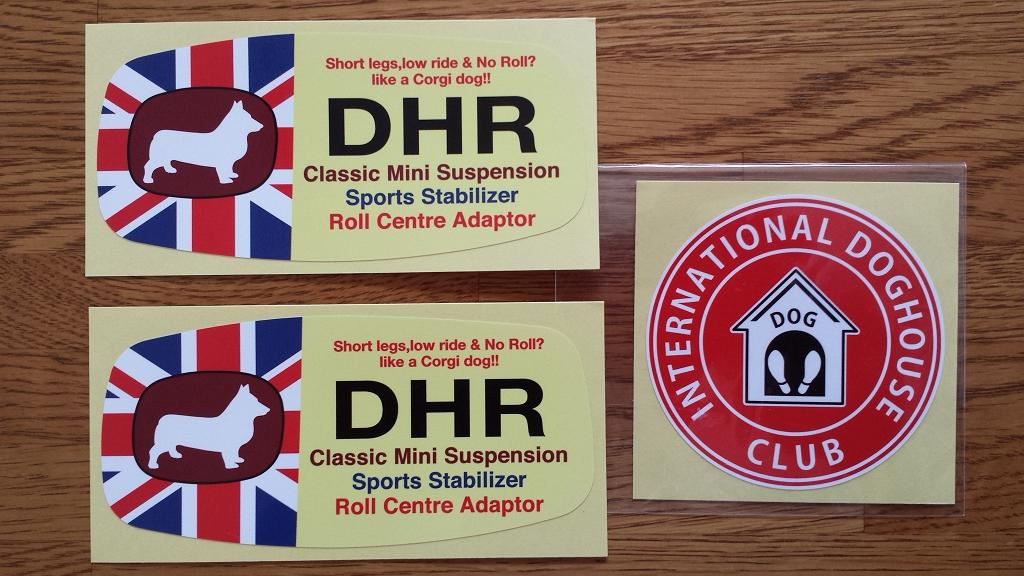 Short legs,low ride & No Roll?
like a Corgi dog!!
DHR
Classic Mini Suspension
Sports Stabilizer
Roll Centre Adaptor
Short legs,low ride & No Roll?
like a Corgi dog!!
DHR
Classic Mini Suspension
Sports Stabilizer
Roll Centre Adaptor
INTERNATIONAL DOGHOUSE
DOG
CLUB